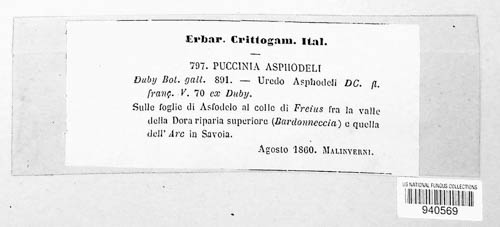 Erbar. Crittogam. Ital.
797. PUCCINIA ASPHODELI
Duby Bot. gall. 891. — Uredo Asphodeli DC. fl.
franç. V. 70 ex Duby.
Sulle foglie di Asfodelo al colle di Freïus fra la valle
della Dora riparia superiore (Bardonneccia) e quella
dell' Arc in Savoia.
Agosto 1860. MALINVERNI.
US NATIONAL FUNGUS COLLECTIONS
940569